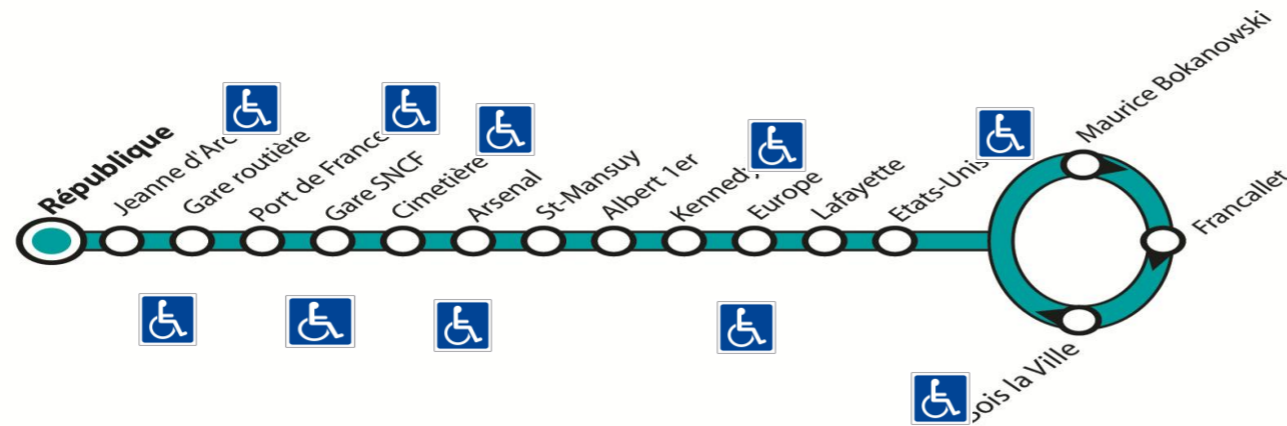 République
Jeanne d'Arc
Gare routière
Port de France
Gare SNCF
Cimetière
Arsenal
St-Mansuy
Albert 1er
Kennedy
Europe
Lafayette
Etats-Unis
Maurice Bokanowski
Francallet
Bois la Ville